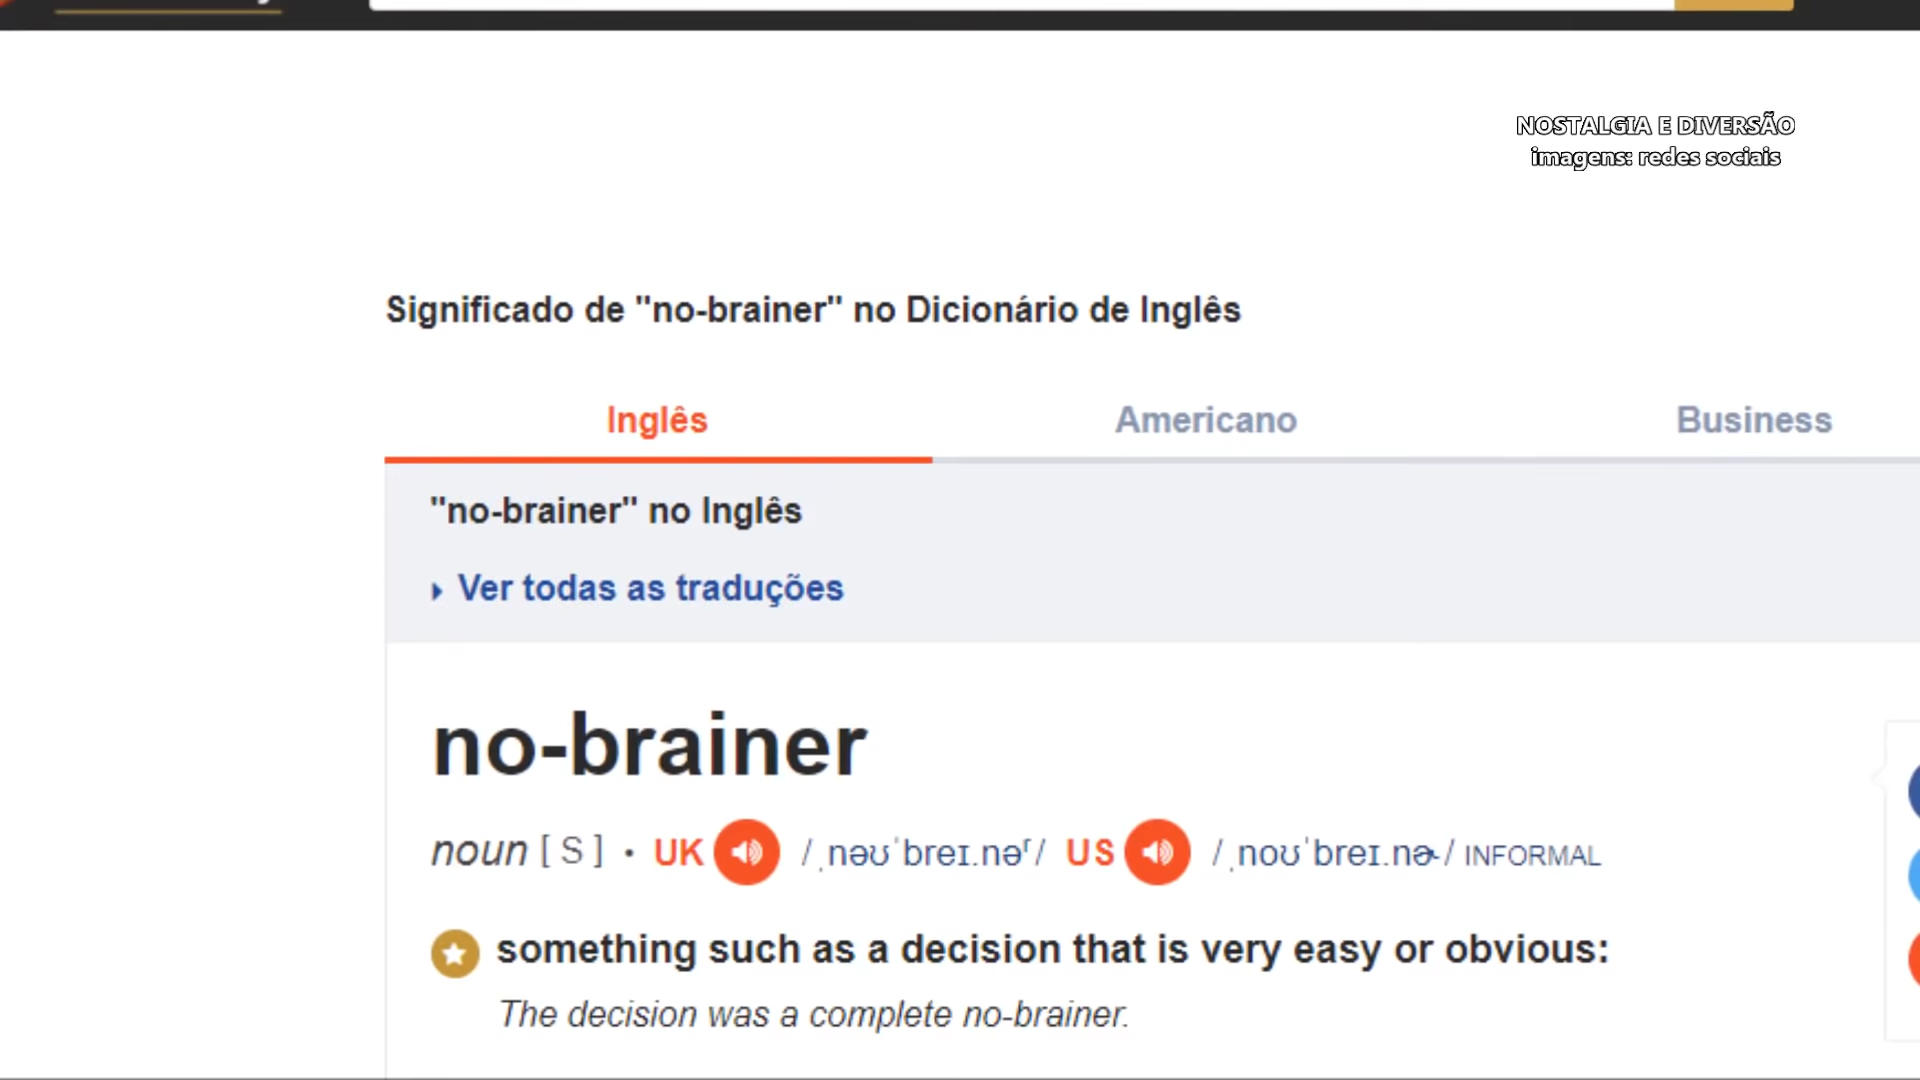 NOSTALGIA E DIVERSÃO
imagens: redes sociais
Significado de "no-brainer" no Dicionário de Inglês
Inglês Americano Business
"no-brainer" no Inglês
Ver todas as traduções
no-brainer
noun [ S ] • UK /ˌnəʊˈbreɪ.nəʳ/ US /ˌnoʊˈbreɪ.nɚ/ INFORMAL
something such as a decision that is very easy or obvious:
The decision was a complete no-brainer.